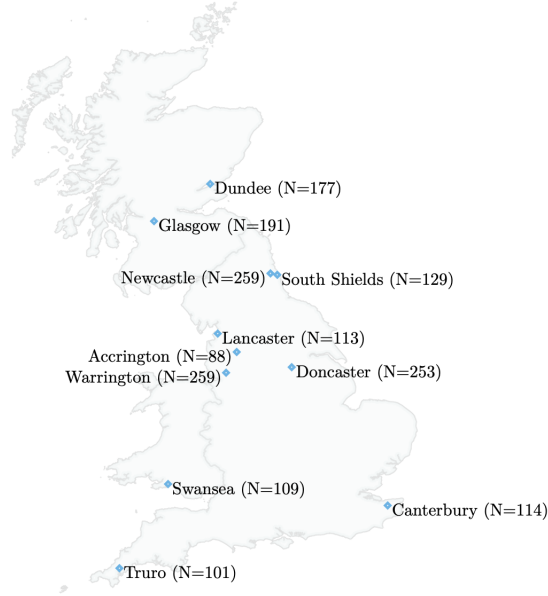 Dundee (N=177)
Glasgow (N=191)
Newcastle (N=259)
South Shields (N=129)
Lancaster (N=113)
Accrington (N=88)
Doncaster (N=253)
Warrington (N=259)
Swansea (N=109)
Canterbury (N=114)
Truro (N=101)